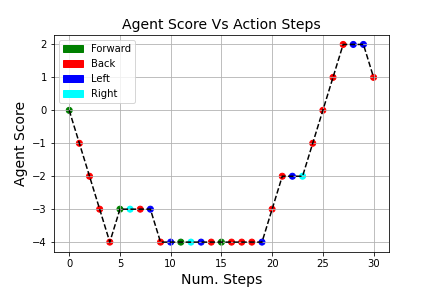 Agent Score Vs Action Steps
Agent Score
2
1
0
−1
−2
−3
−4
Forward
Back
Left
Right
0 5 10 15 20 25 30
Num. Steps